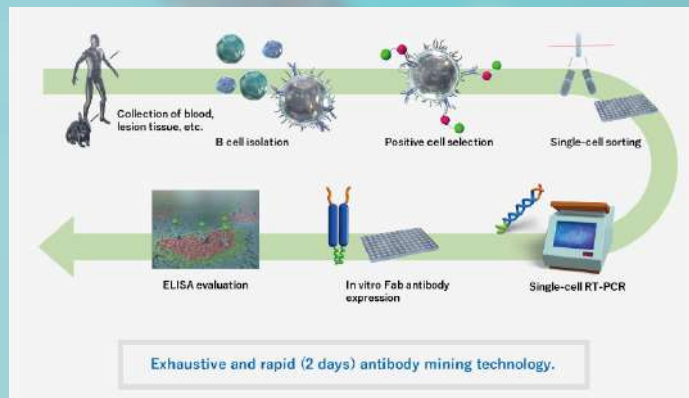 Collection of blood,
lesion tissue, etc.
B cell isolation
Positive cell selection
Single-cell sorting
Single-cell RT-PCR
In vitro Fab antibody
expression
ELISA evaluation
Exhaustive and rapid (2 days) antibody mining technology.